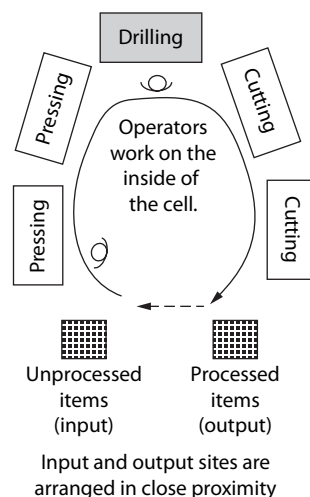 Drilling
Pressing
Cutting
Operators
work on the
inside of
the cell.
Pressing
Cutting
Unprocessed
items
(input)
Processed
items
(output)
Input and output sites are
arranged in close proximity